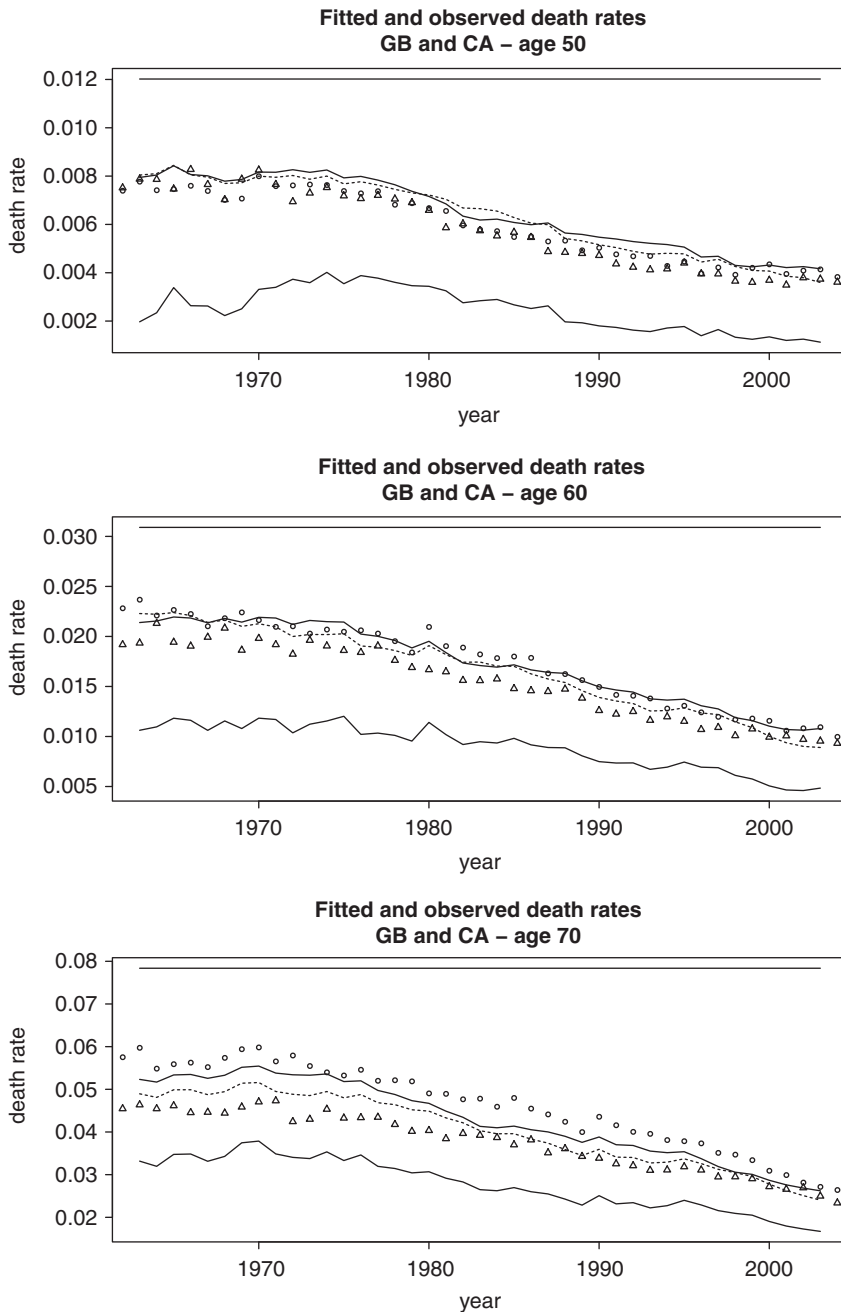 Fitted and observed death rates
GB and CA – age 50
0.012
0.010
0.008
0.006
0.004
0.002
death rate
1970 1980 1990 2000
year
Fitted and observed death rates
GB and CA – age 60
0.030
0.025
0.020
0.015
0.010
0.005
death rate
1970 1980 1990 2000
year
Fitted and observed death rates
GB and CA – age 70
0.08
0.07
0.06
0.05
0.04
0.03
0.02
death rate
1970 1980 1990 2000
year